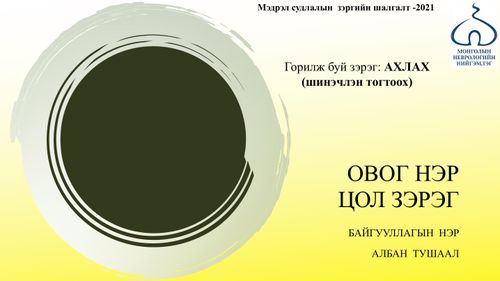 Мэдрэл судлалын зэргийн шалгалт -2021
МОНГОЛЫН
НЕВРОЛОГИЙН
НИЙГЭМЛЭГ
Горилж буй зэрэг: АХЛАХ
(шинэчлэн тогтоох)
ОВОГ НЭР
ЦОЛ ЗЭРЭГ
БАЙГУУЛЛАГЫН НЭР
АЛБАН ТУШААЛ